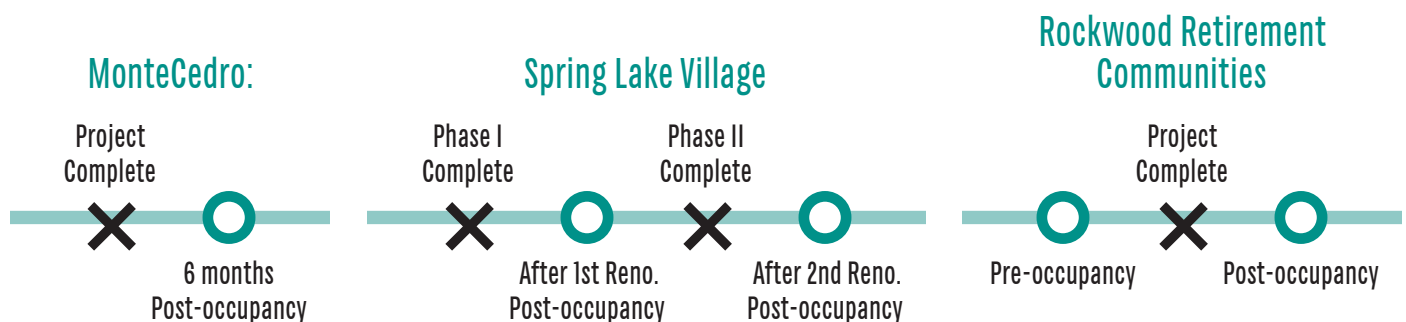 MonteCedro:
Project
Complete
6 months
Post-occupancy
Spring Lake Village
Phase I
Complete
Phase II
Complete
After 1st Reno.
Post-occupancy
After 2nd Reno.
Post-occupancy
Rockwood Retirement
Communities
Project
Complete
Pre-occupancy
Post-occupancy